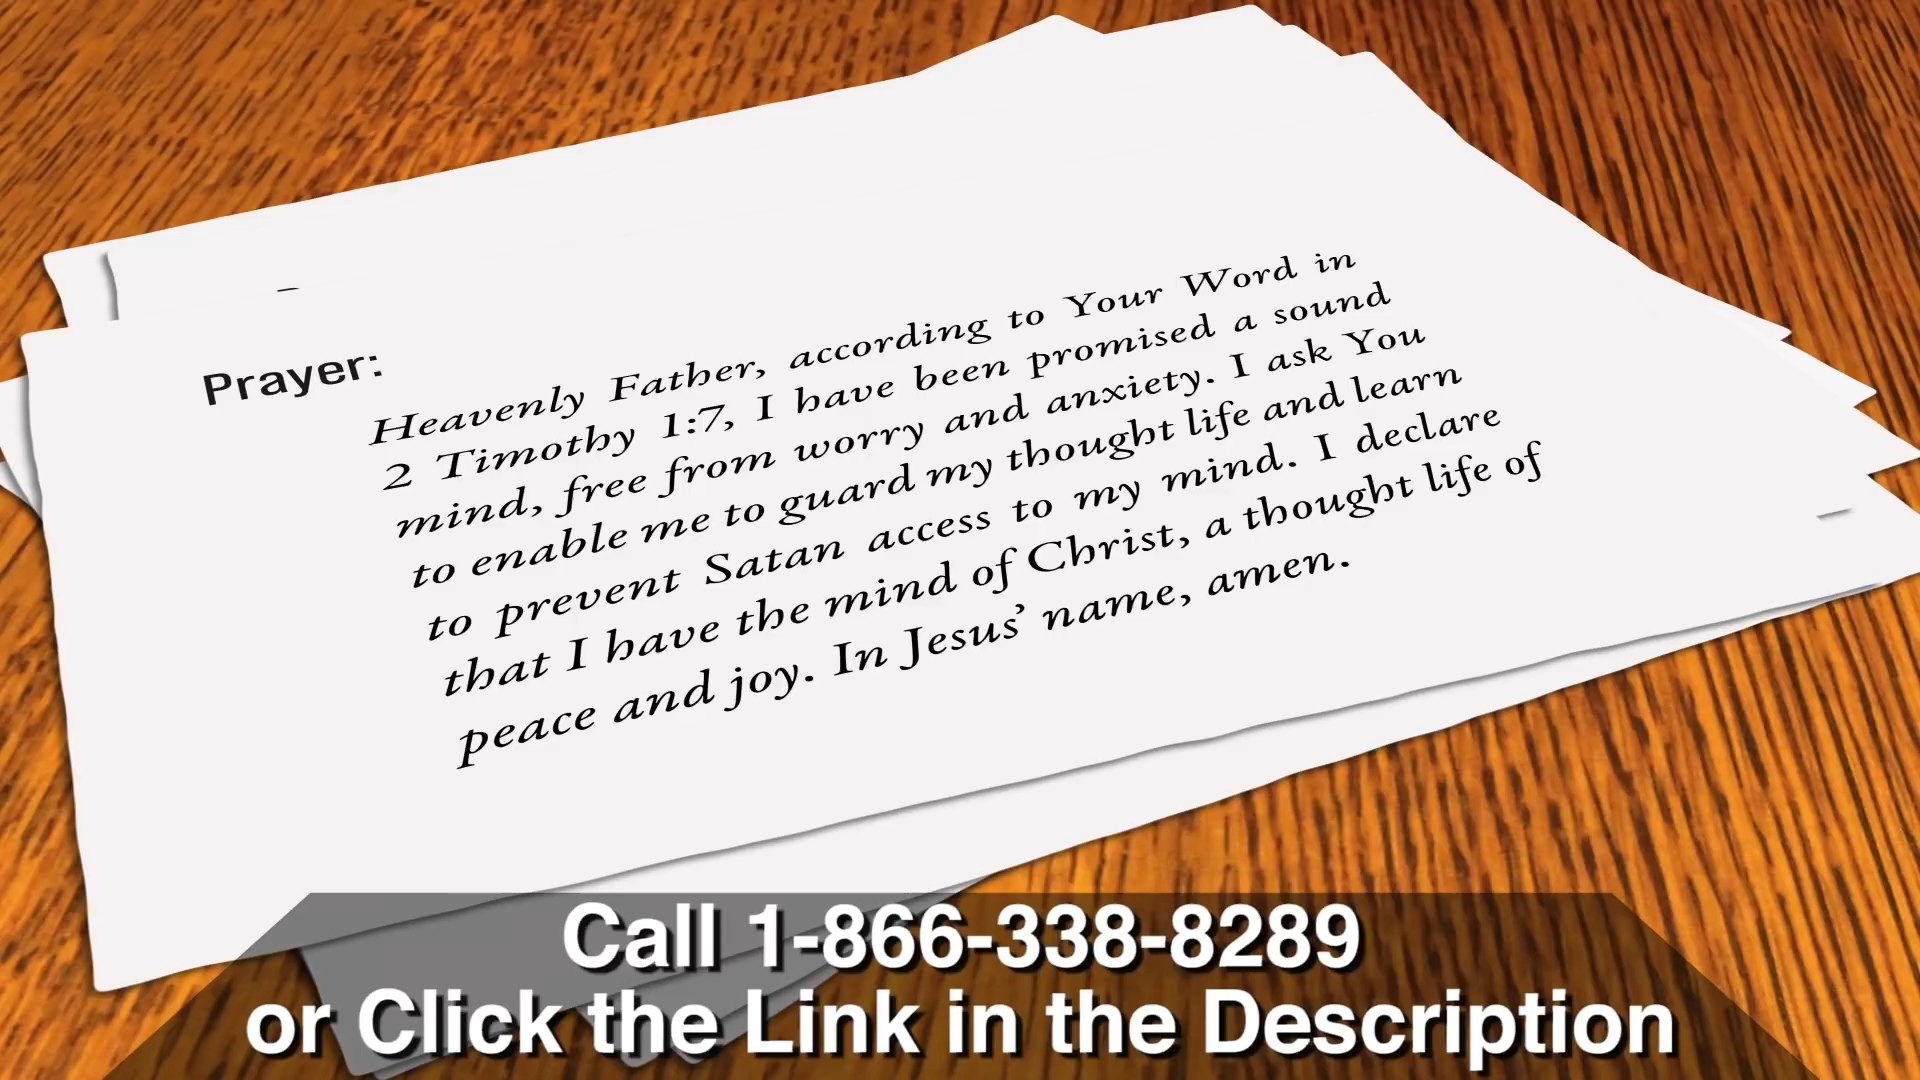 Prayer:
Heavenly Father, according to Your Word in
2 Timothy 1:7, I have been promised a sound
mind, free from worry and anxiety. I ask You
to enable me to guard my thought life and learn
to prevent Satan access to my mind. I declare
that I have the mind of Christ, a thought life of
peace and joy. In Jesus’ name, amen.
Call 1-866-338-8289
or Click the Link in the Description